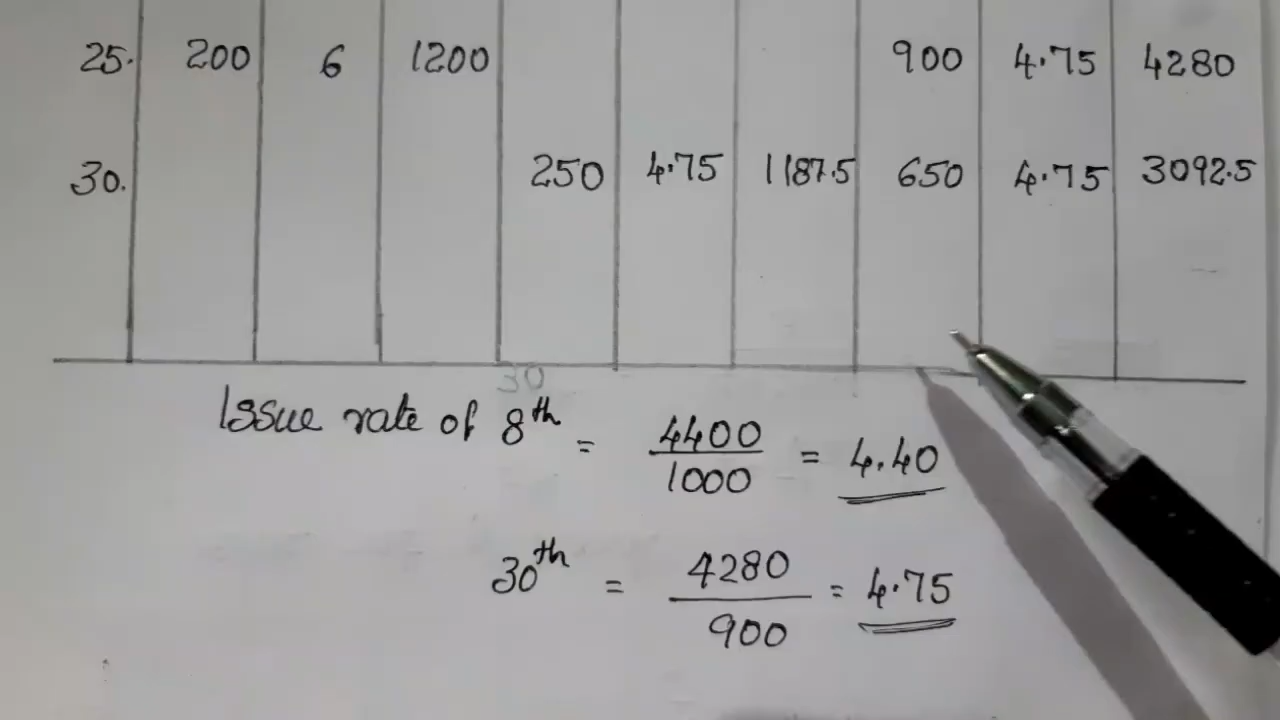 25. 200 6 1200 900 4.75 4280
30. 250 4.75 1187.5 650 4.75 3092.5
30
Issue rate of 8th = 4400/1000 = 4.40
30th = 4280/900 = 4.75